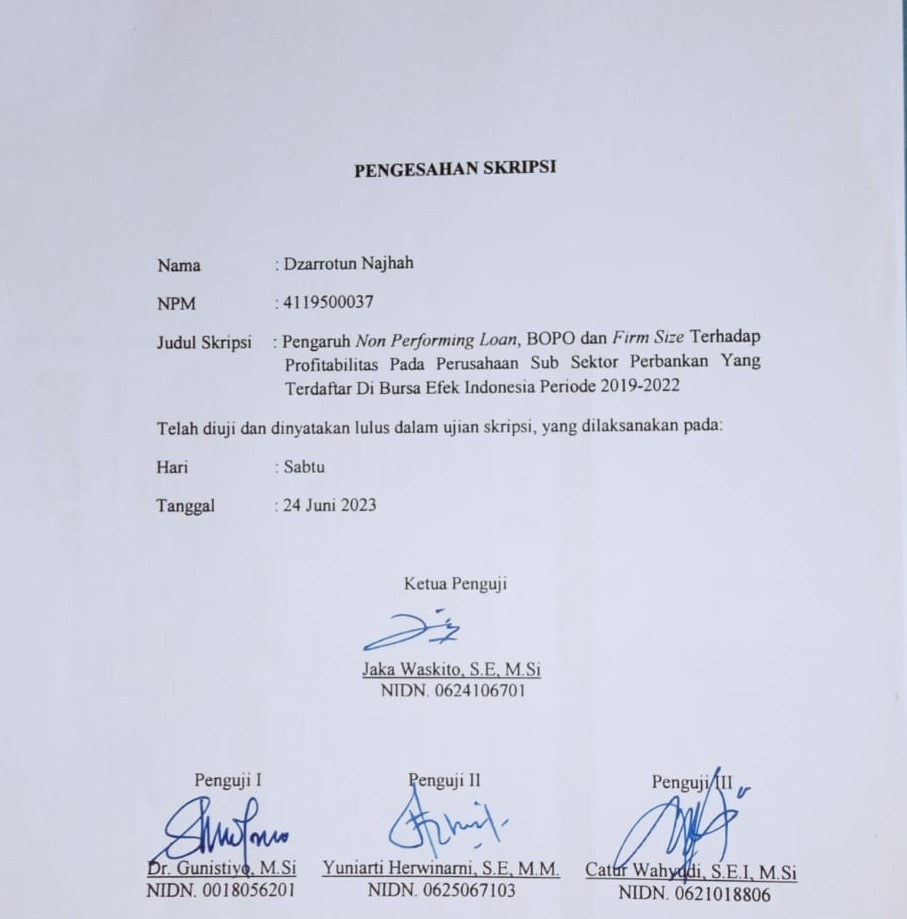 PENGESAHAN SKRIPSI
Nama : Dzarrotun Najhah
NPM : 4119500037
Judul Skripsi : Pengaruh Non Performing Loan, BOPO dan Firm Size Terhadap
Profitabilitas Pada Perusahaan Sub Sektor Perbankan Yang
Terdaftar Di Bursa Efek Indonesia Periode 2019-2022
Telah diuji dan dinyatakan lulus dalam ujian skripsi, yang dilaksanakan pada:
Hari : Sabtu
Tanggal : 24 Juni 2023
Ketua Penguji
Jaka Waskito, S.E, M.Si
NIDN. 0624106701
Penguji I Penguji II Penguji III
Dr. Gunistiyo, M.Si Yuniarti Herwinarni, S.E, M.M. Catur Wahyudi, S.E.I, M.Si
NIDN. 0018056201 NIDN. 0625067103 NIDN. 0621018806